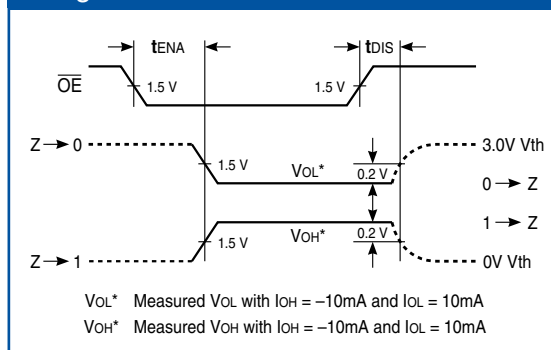 tENA
tDIS
OE
1.5 V
1.5 V
Z → 0
3.0V Vth
1.5 V
VOL*
0.2 V
0 → Z
1 → Z
VOH*
0.2 V
1.5 V
Z → 1
0V Vth
VOL* Measured VOL with IOH = –10mA and IOL = 10mA
VOH* Measured VOH with IOH = –10mA and IOL = 10mA